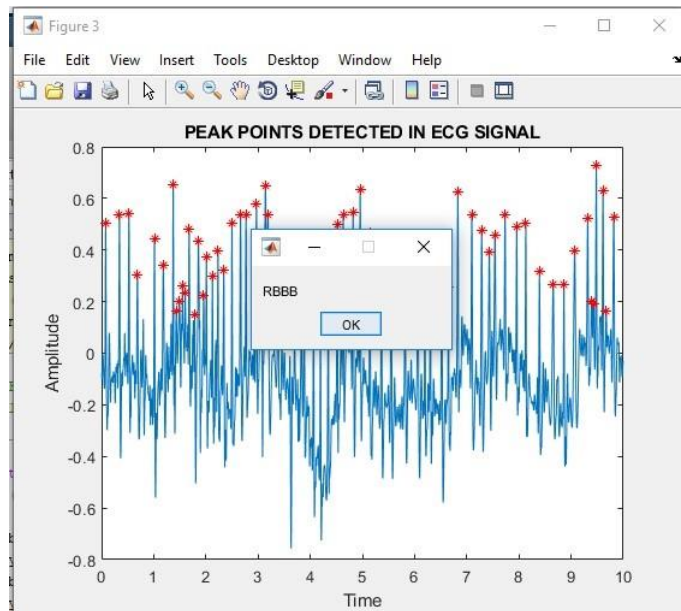 Figure 3
File Edit View Insert Tools Desktop Window Help
PEAK POINTS DETECTED IN ECG SIGNAL
0.8
0.6
0.4
0.2
0
-0.2
-0.4
-0.6
-0.8
Amplitude
RBBB
OK
0 1 2 3 4 5 6 7 8 9 10
Time